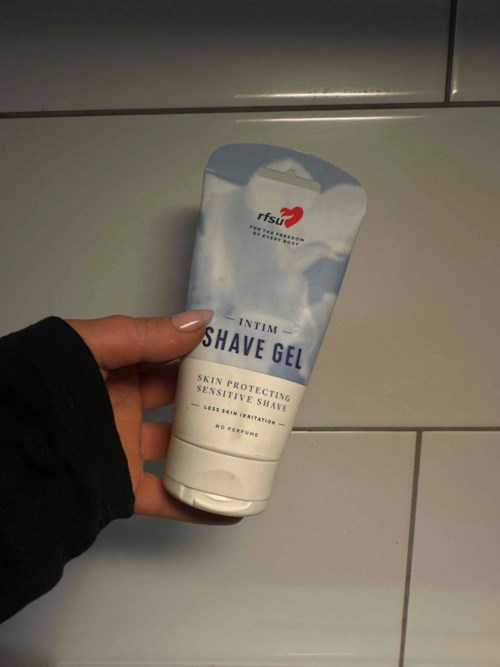 rfsu
FOR THE FREEDOM
OF EVERY BODY
— INTIM —
SHAVE GEL
SKIN PROTECTING
SENSITIVE SHAVE
— LESS SKIN IRRITATION —
NO PERFUME